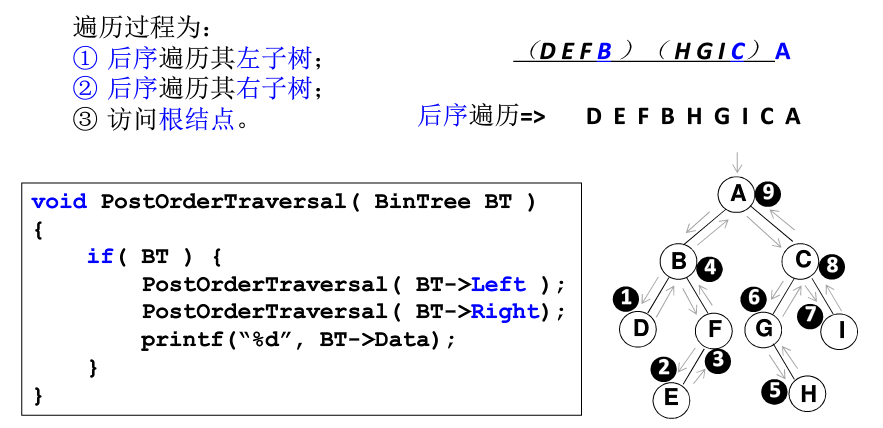 遍历过程为:
① 后序遍历其左子树;
② 后序遍历其右子树;
③ 访问根结点。
（D E F B ）（ H G I C ） A
后序遍历=> D E F B H G I C A
void PostOrderTraversal( BinTree BT )
{
    if( BT ) {
        PostOrderTraversal( BT->Left );
        PostOrderTraversal( BT->Right);
        printf(“%d”, BT->Data);
    }
}
A 9
B 4 C 8
1 6 7
D F G I
2 3
E 5 H